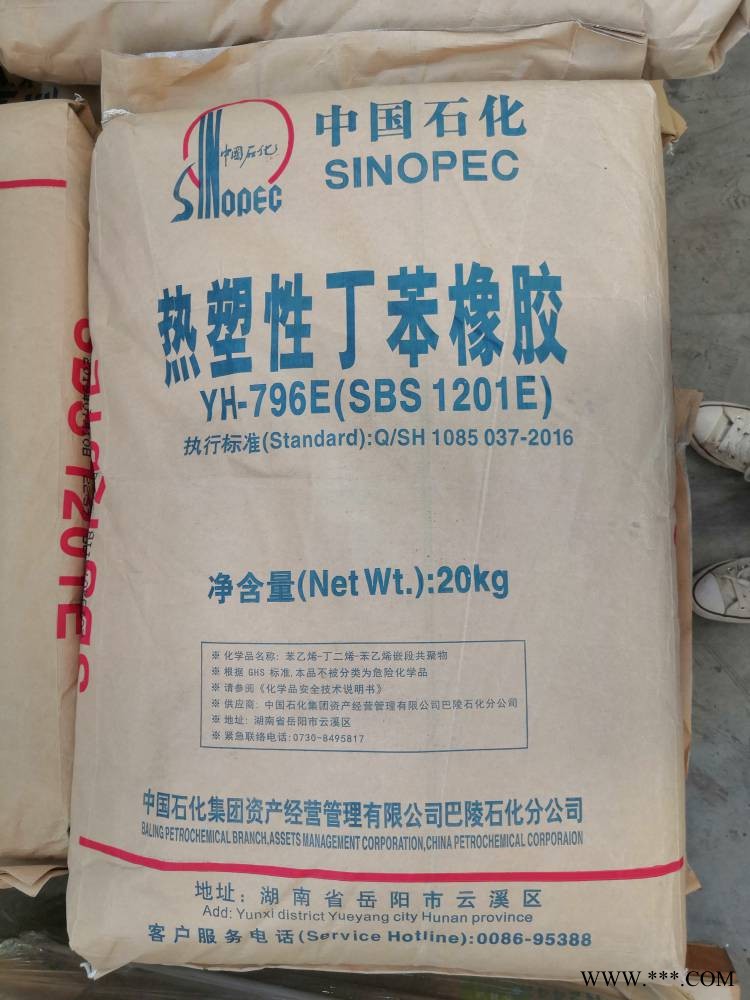 中国石化
SINOPEC
中国石化
SINOPEC
热塑性丁苯橡胶
YH-796E(SBS 1201E)
执行标准(Standard):Q/SH 1085 037-2016
净含量(Net Wt.):20kg
※ 化学品名称: 苯乙烯-丁二烯-苯乙烯嵌段共聚物
※ 根据 GHS 标准,本品不被分类为危险化学品
※ 请参阅《化学品安全技术说明书》
※ 供应商: 中国石化集团资产经营管理有限公司巴陵石化分公司
※ 地址: 湖南省岳阳市云溪区
※ 紧急联络电话:0730-8495817
中国石化集团资产经营管理有限公司巴陵石化分公司
BALING PETROCHEMICAL BRANCH,ASSETS MANAGEMENT CORPORATION,CHINA PETROCHEMICAL CORPORAION
地址: 湖南省岳阳市云溪区
Add: Yunxi district Yueyang city Hunan province
客户服务电话(Service Hotline):0086-95388
WWW.***.COM